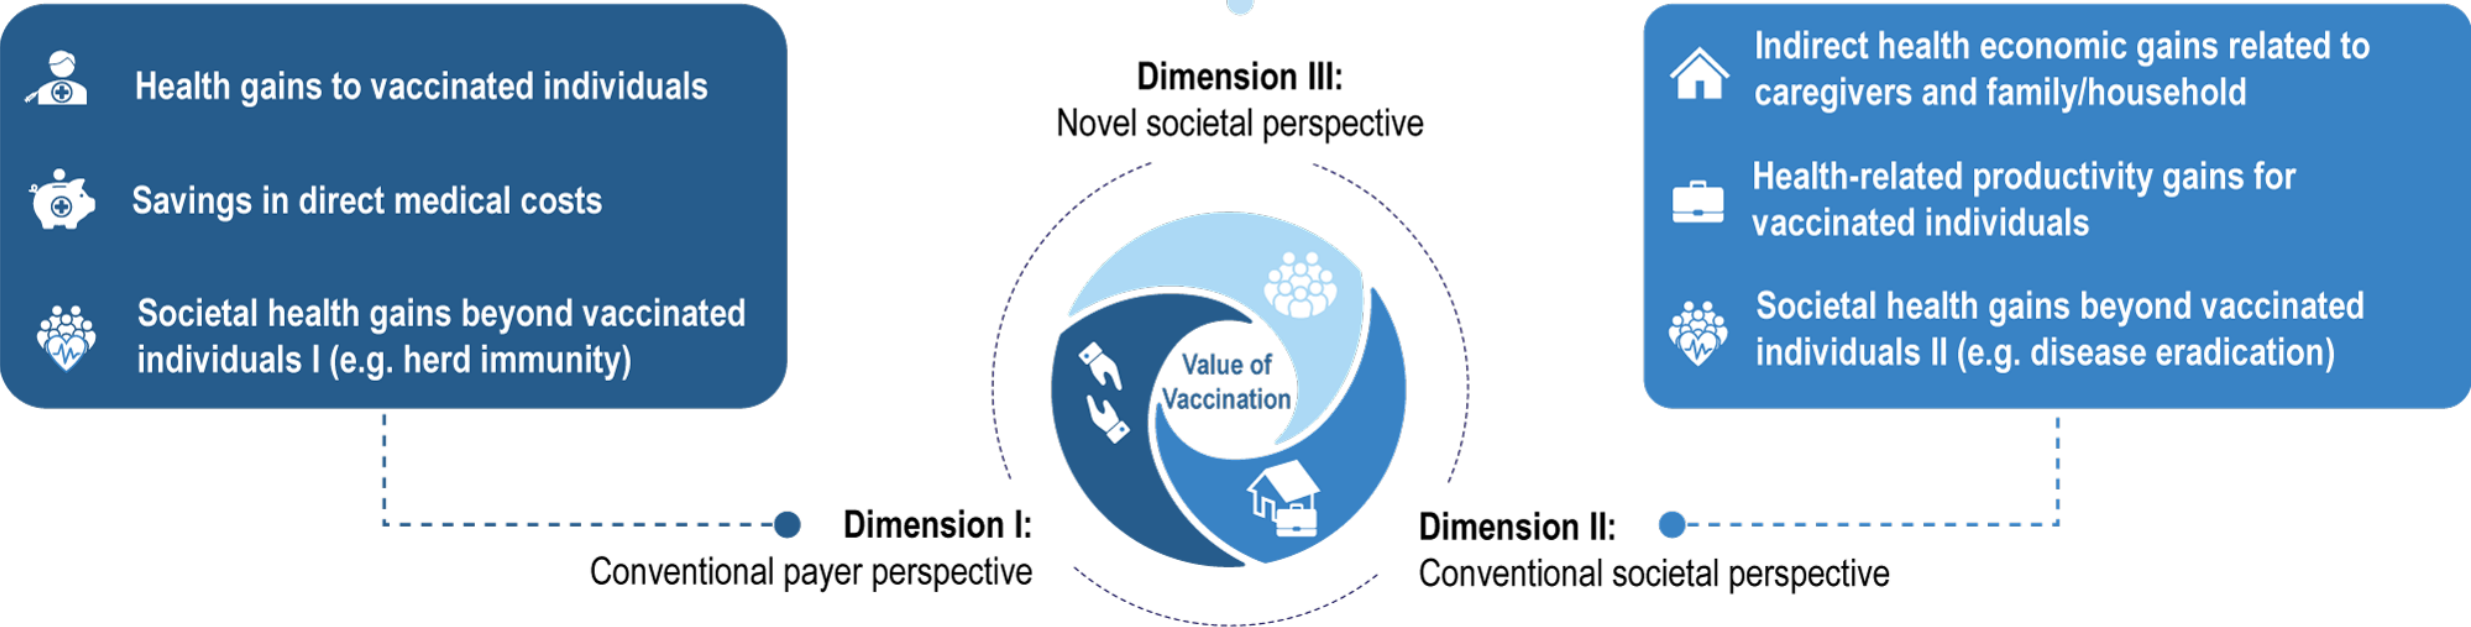 Health gains to vaccinated individuals
Savings in direct medical costs
Societal health gains beyond vaccinated
individuals I (e.g. herd immunity)
Dimension III:
Novel societal perspective
Indirect health economic gains related to
caregivers and family/household
Health-related productivity gains for
vaccinated individuals
Societal health gains beyond vaccinated
individuals II (e.g. disease eradication)
Value of
Vaccination
Dimension I:
Conventional payer perspective
Dimension II:
Conventional societal perspective